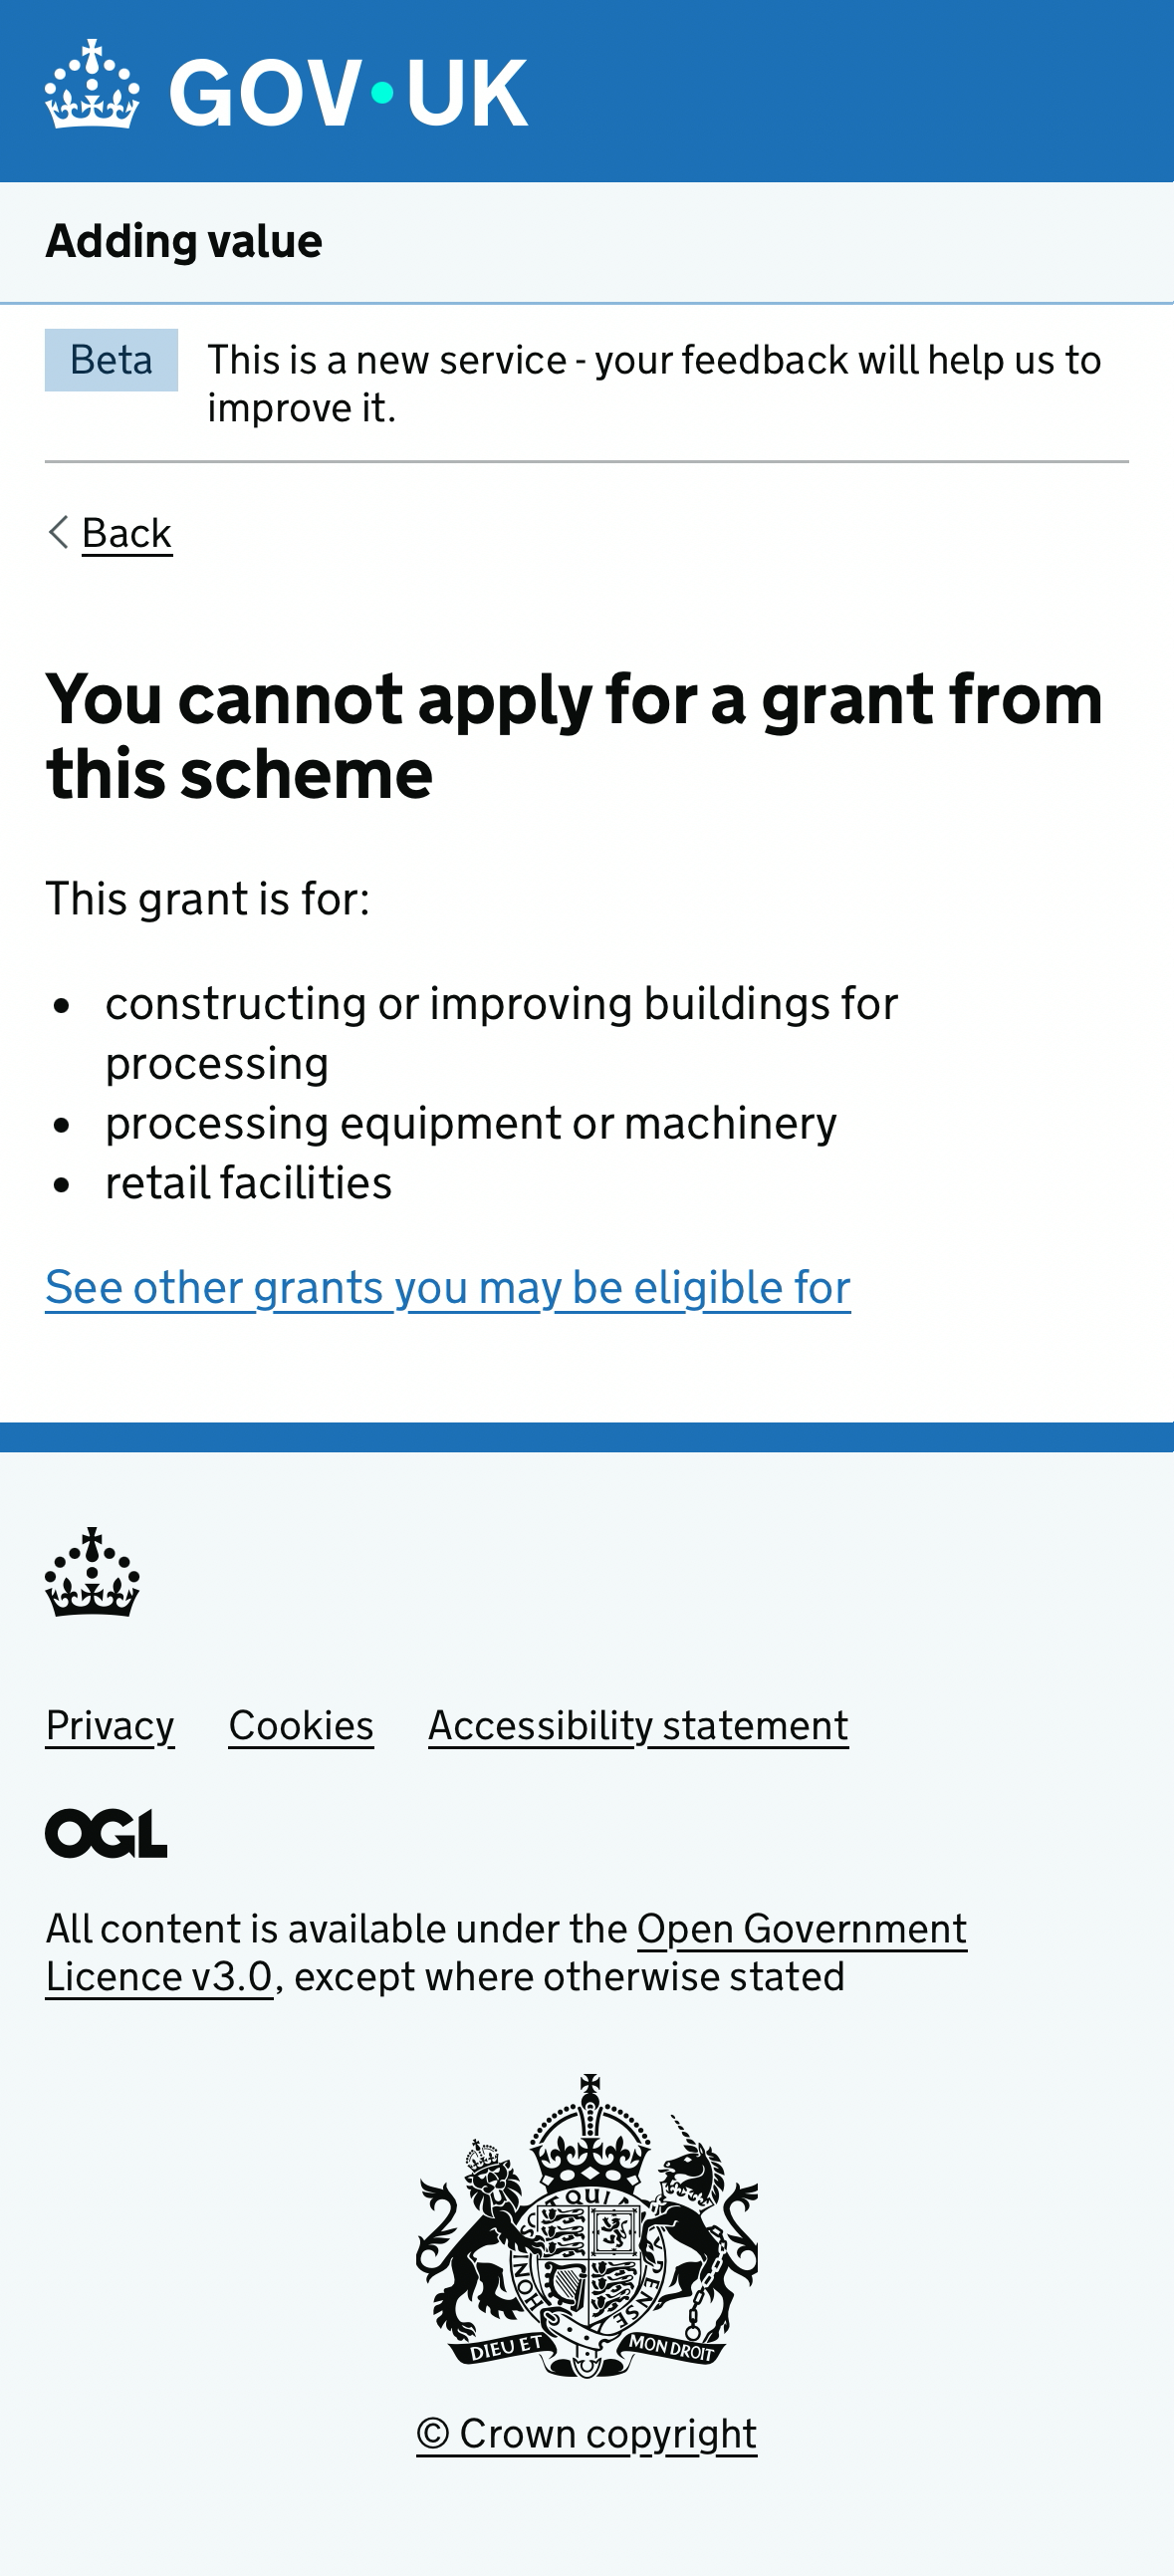 GOV·UK
Adding value
Beta
This is a new service - your feedback will help us to
improve it.
Back
You cannot apply for a grant from
this scheme
This grant is for:
• constructing or improving buildings for
processing
• processing equipment or machinery
• retail facilities
See other grants you may be eligible for
Privacy Cookies Accessibility statement
OGL
All content is available under the Open Government
Licence v3.0, except where otherwise stated
QUI
HON
PENSE
DIEU ET MON DROIT
© Crown copyright